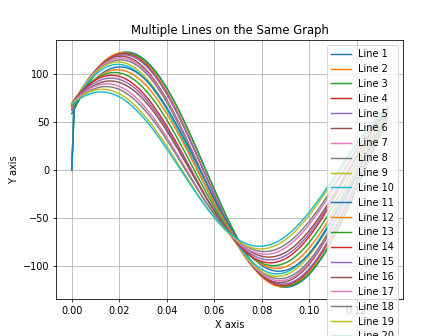 Multiple Lines on the Same Graph
Y axis
100
50
0
−50
−100
0.00
0.02
0.04
0.06
0.08
0.10
X axis
Line 1
Line 2
Line 3
Line 4
Line 5
Line 6
Line 7
Line 8
Line 9
Line 10
Line 11
Line 12
Line 13
Line 14
Line 15
Line 16
Line 17
Line 18
Line 19
Line 20